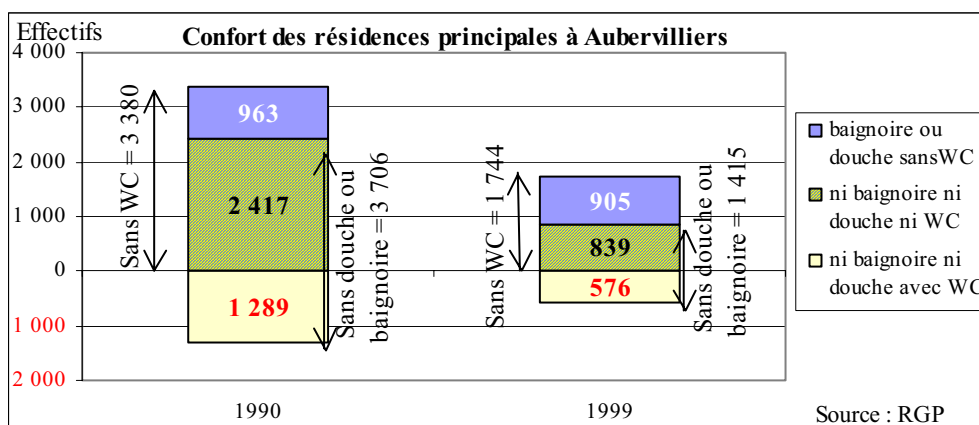 Effectifs
Confort des résidences principales à Aubervilliers
4 000
3 000
2 000
1 000
0
1 000
2 000
Sans WC = 3 380
963
2 417
1 289
Sans douche ou
baignoire = 3 706
Sans WC = 1 744
905
839
576
Sans douche ou
baignoire = 1 415
baignoire ou
douche sansWC
ni baignoire ni
douche ni WC
ni baignoire ni
douche avec WC
1990
1999
Source : RGP